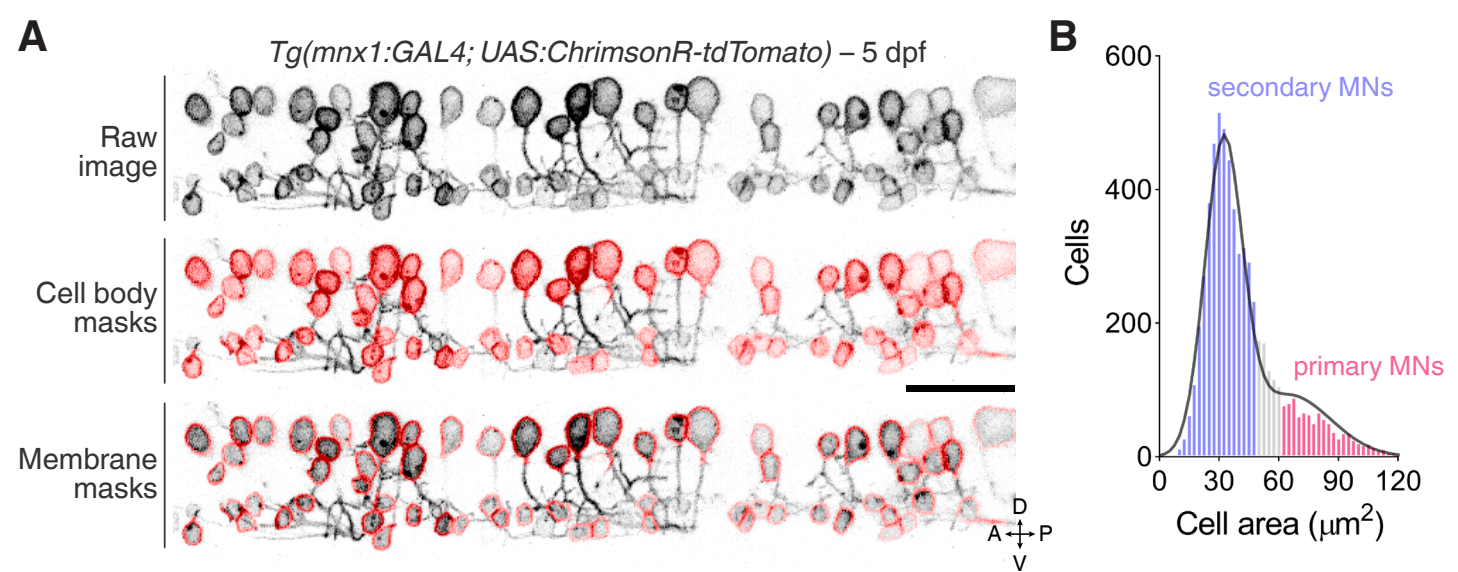 A
Tg(mnx1:GAL4; UAS:ChrimsonR-tdTomato) – 5 dpf
Raw
image
Cell body
masks
Membrane
masks
D
A
P
V
B
600
400
200
0
Cells
secondary MNs
primary MNs
0 30 60 90 120
Cell area (μm²)